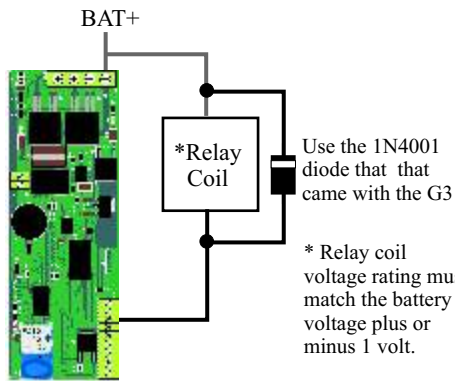 BAT+
*Relay
Coil
Use the 1N4001
diode that that
came with the G3
* Relay coil
voltage rating mu
match the battery
voltage plus or
minus 1 volt.